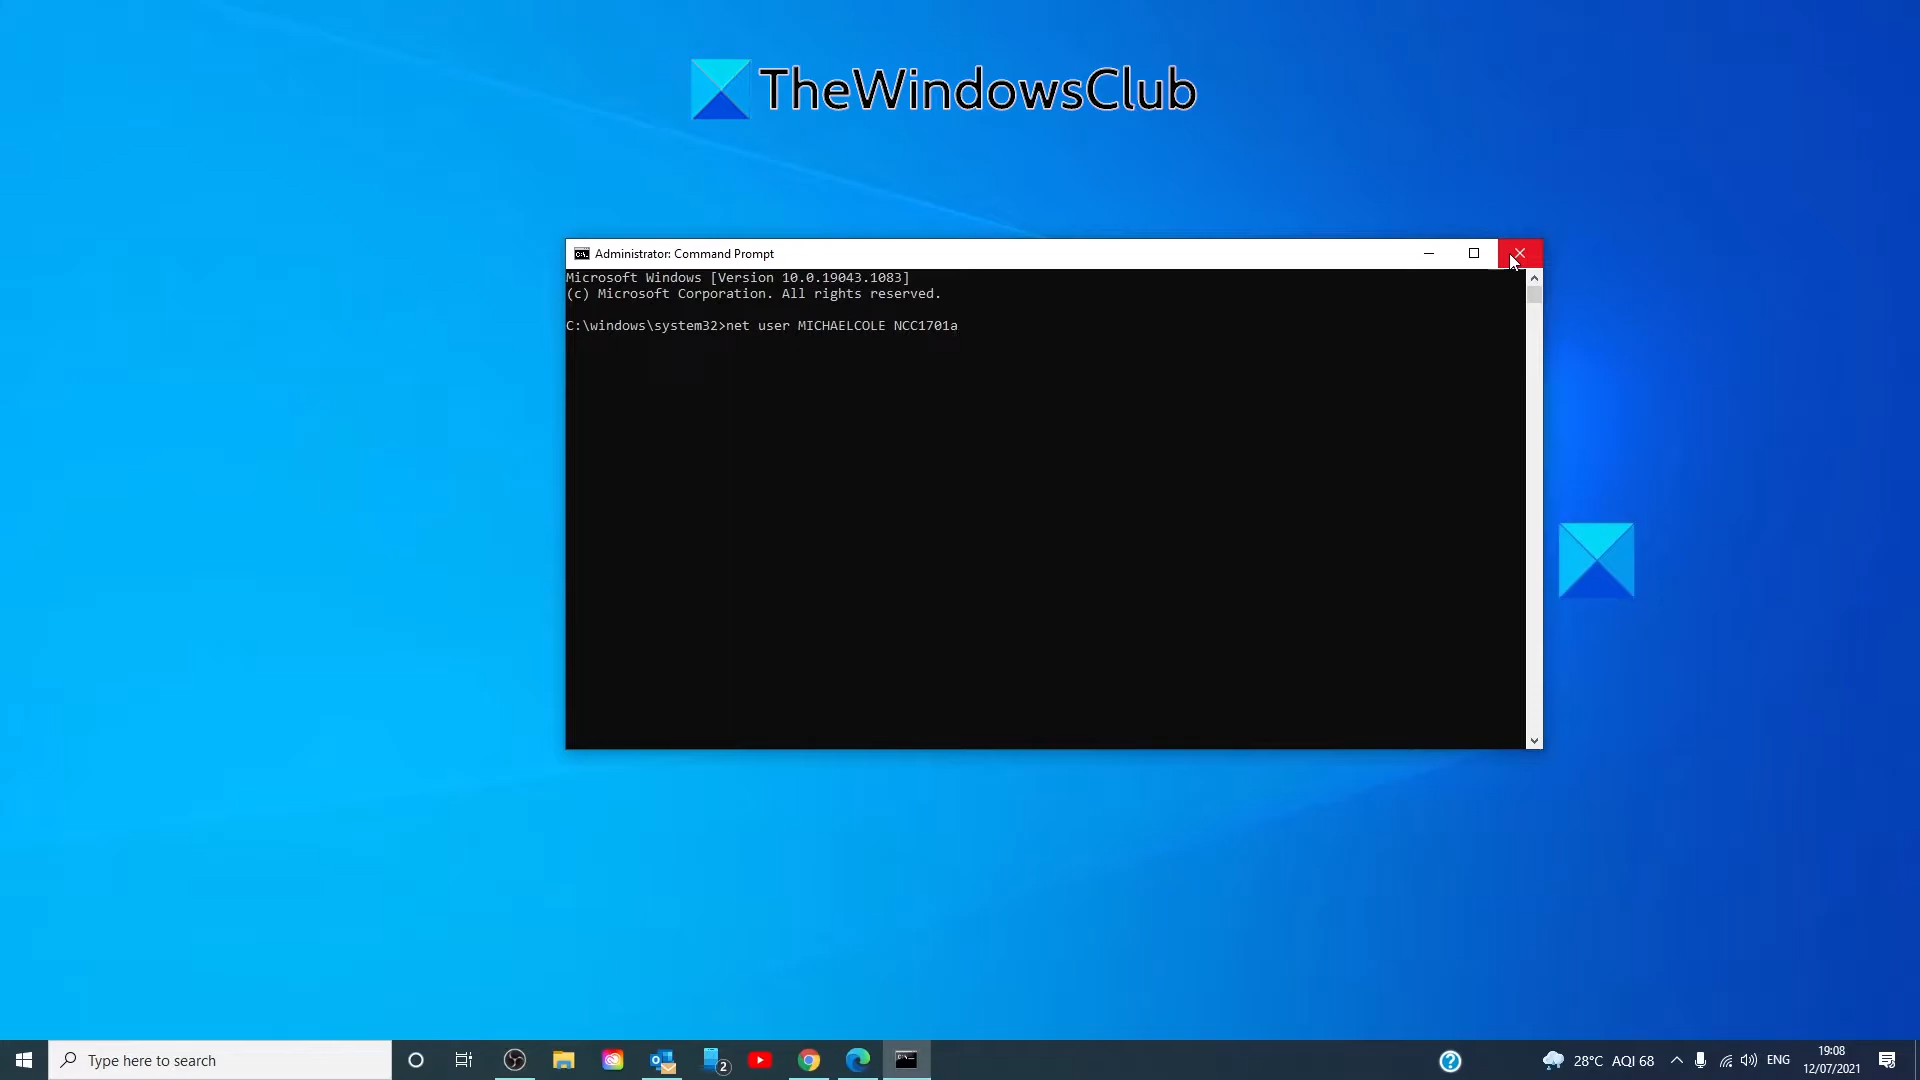 TheWindowsClub
Administrator: Command Prompt
Microsoft Windows [Version 10.0.19043.1083]
(c) Microsoft Corporation. All rights reserved.
C:\windows\system32>net user MICHAELCOLE NCC1701a
Type here to search
2
28°C AQI 68
ENG
19:08
12/07/2021